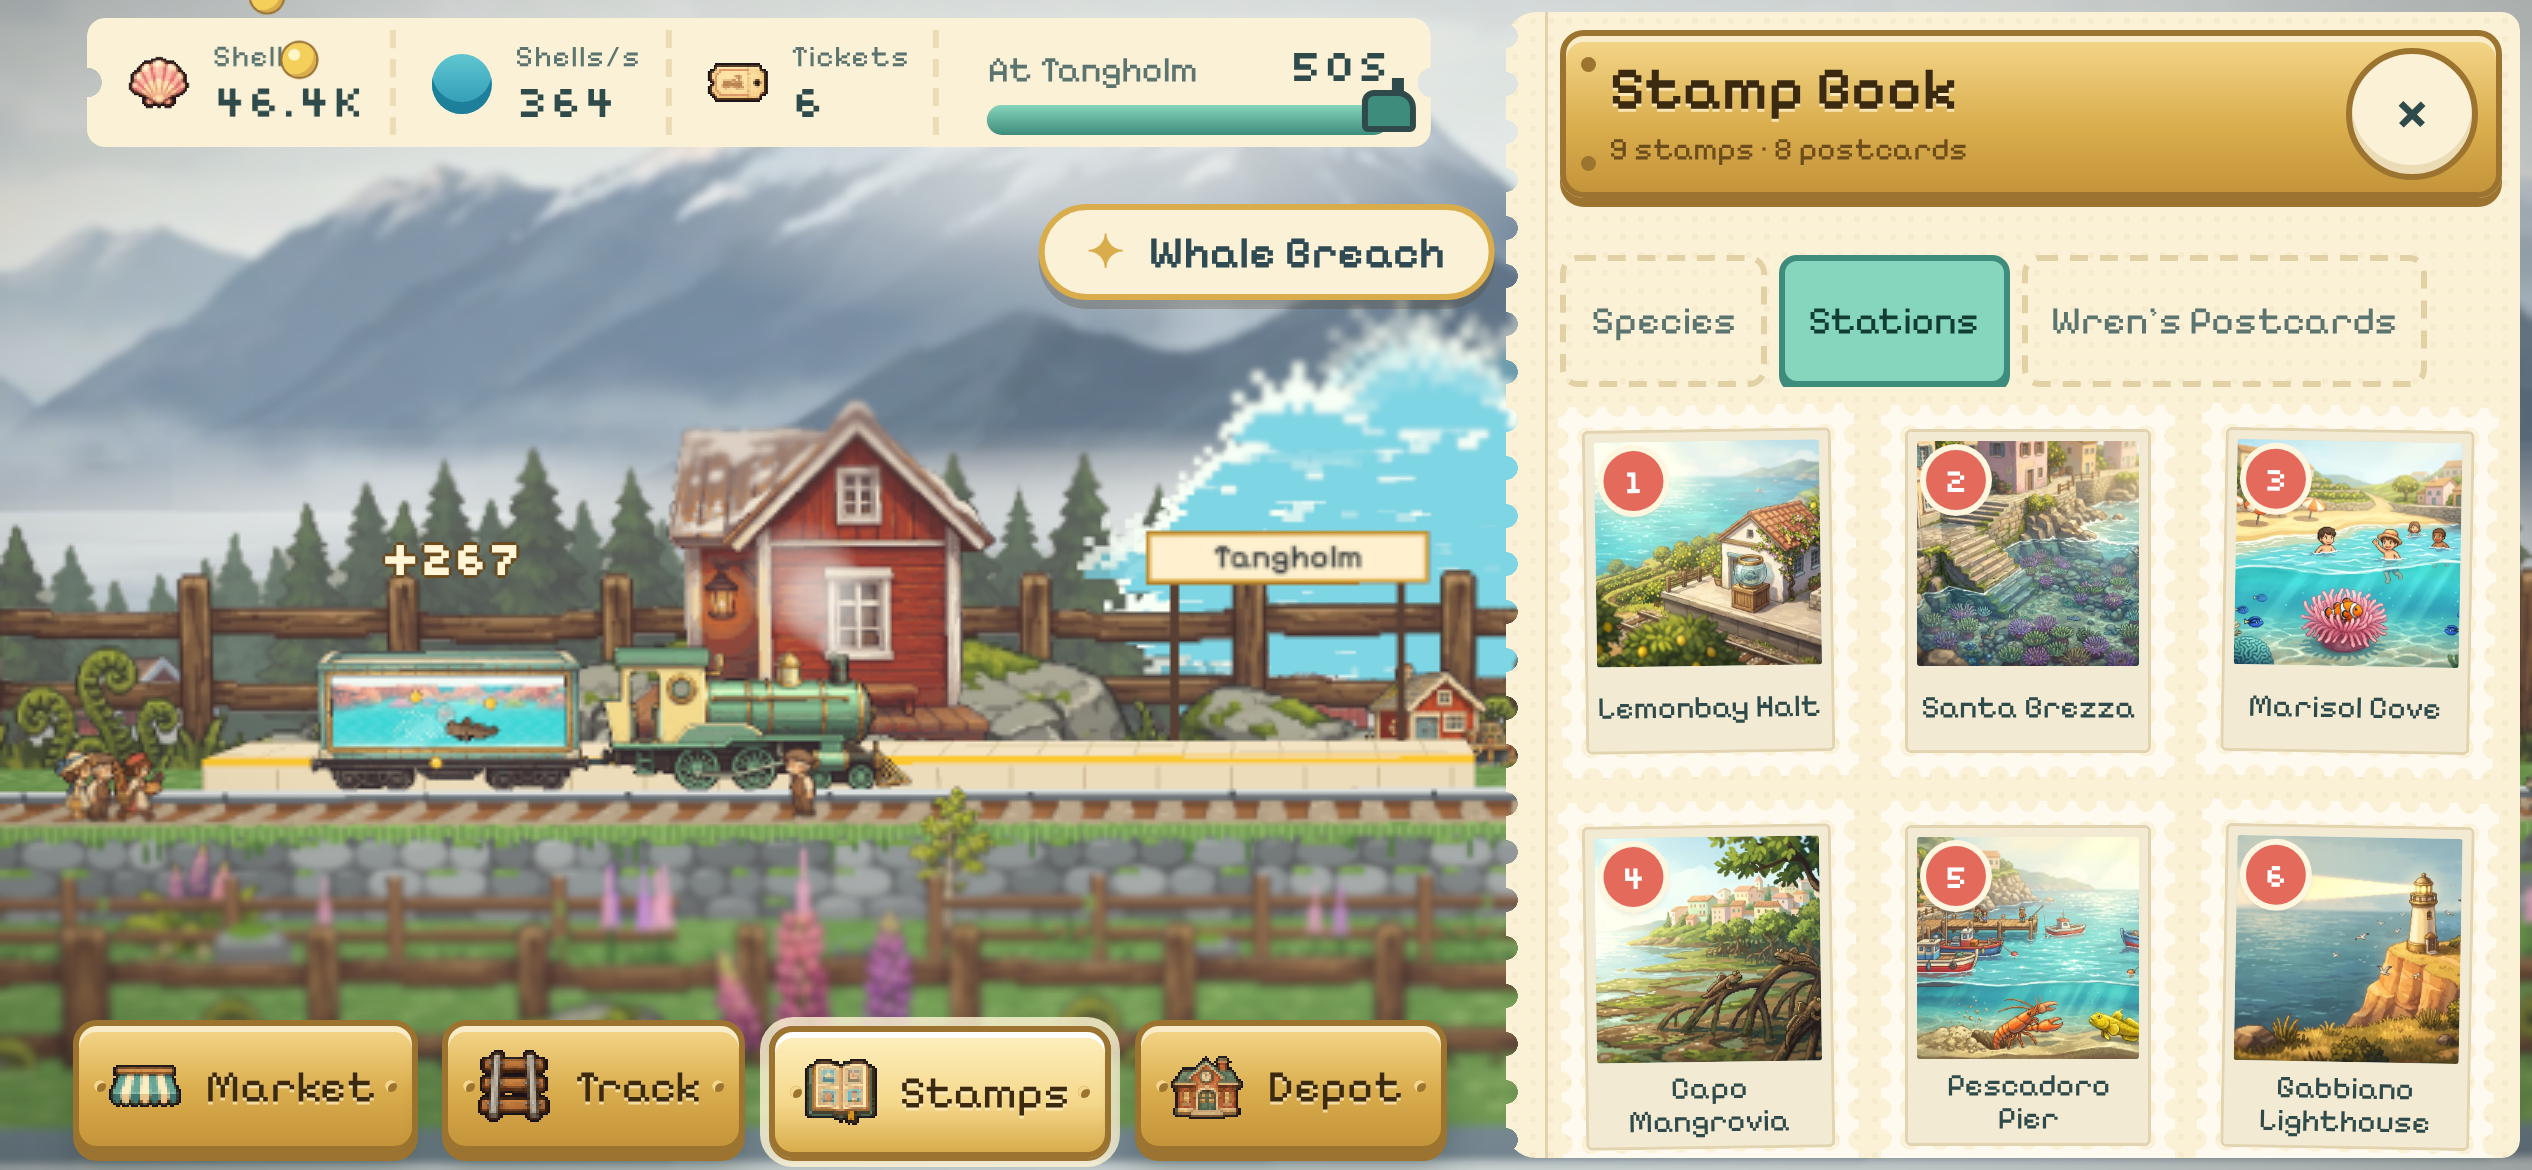 Shell
46.4K
Shells/s
364
Tickets
6
At Tangholm
50S
Whale Breach
+267
Tangholm
Market
Track
Stamps
Depot
Stamp Book
9 stamps · 8 postcards
×
Species
Stations
Wren's Postcards
1
Lemonbay Halt
2
Santa Brezza
3
Marisol Cove
4
Capo
Mangrovia
5
Pescadoro
Pier
6
Gabbiano
Lighthouse